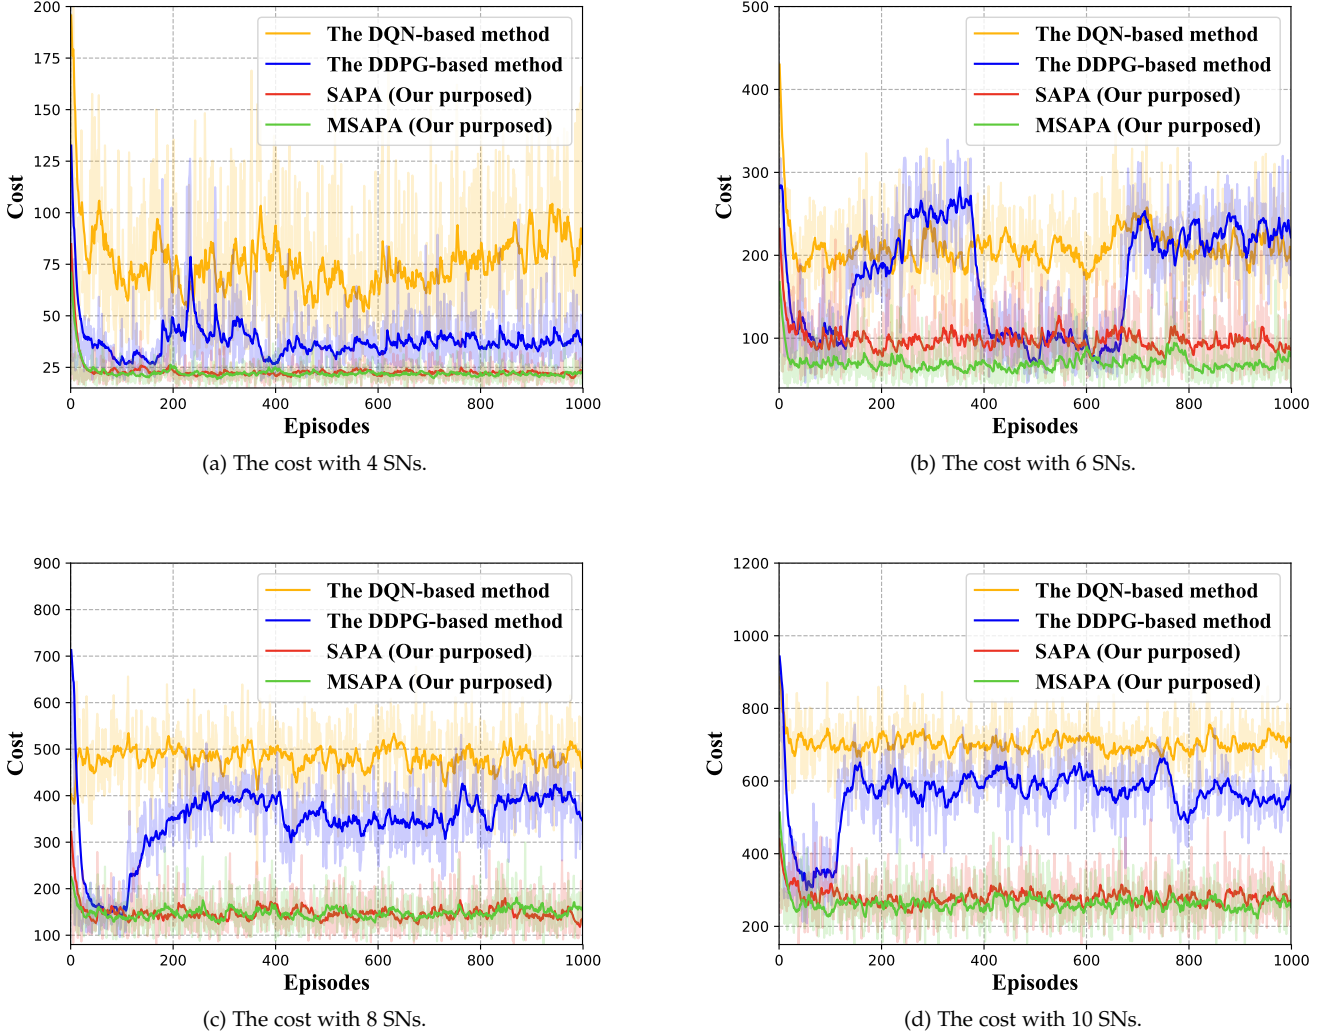 200
175
150
125
100
75
50
25
Cost
0
200
400
600
800
1000
Episodes
The DQN-based method
The DDPG-based method
SAPA (Our purposed)
MSAPA (Our purposed)
(a) The cost with 4 SNs.
500
400
300
200
100
Cost
0
200
400
600
800
1000
Episodes
The DQN-based method
The DDPG-based method
SAPA (Our purposed)
MSAPA (Our purposed)
(b) The cost with 6 SNs.
900
800
700
600
500
400
300
200
100
Cost
0
200
400
600
800
1000
Episodes
The DQN-based method
The DDPG-based method
SAPA (Our purposed)
MSAPA (Our purposed)
(c) The cost with 8 SNs.
1200
1000
800
600
400
200
Cost
0
200
400
600
800
1000
Episodes
The DQN-based method
The DDPG-based method
SAPA (Our purposed)
MSAPA (Our purposed)
(d) The cost with 10 SNs.